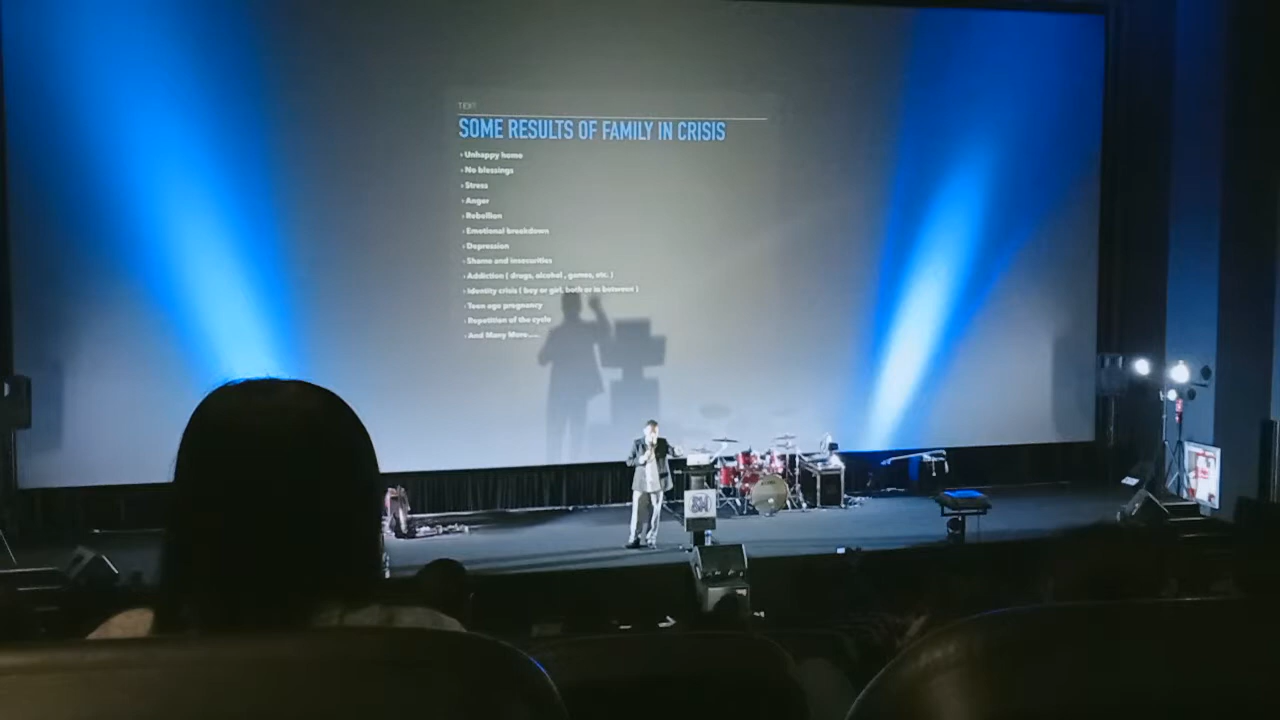 TEXT
SOME RESULTS OF FAMILY IN CRISIS
› Unhappy home
› No blessings
› Stress
› Anger
› Rebellion
› Emotional breakdown
› Depression
› Shame and insecurities
› Addiction ( drugs, alcohol , games, etc. )
› Identity crisis ( boy or girl, both or in between )
› Teen age pregnancy
› Repetition of the cycle
› And Many More.....